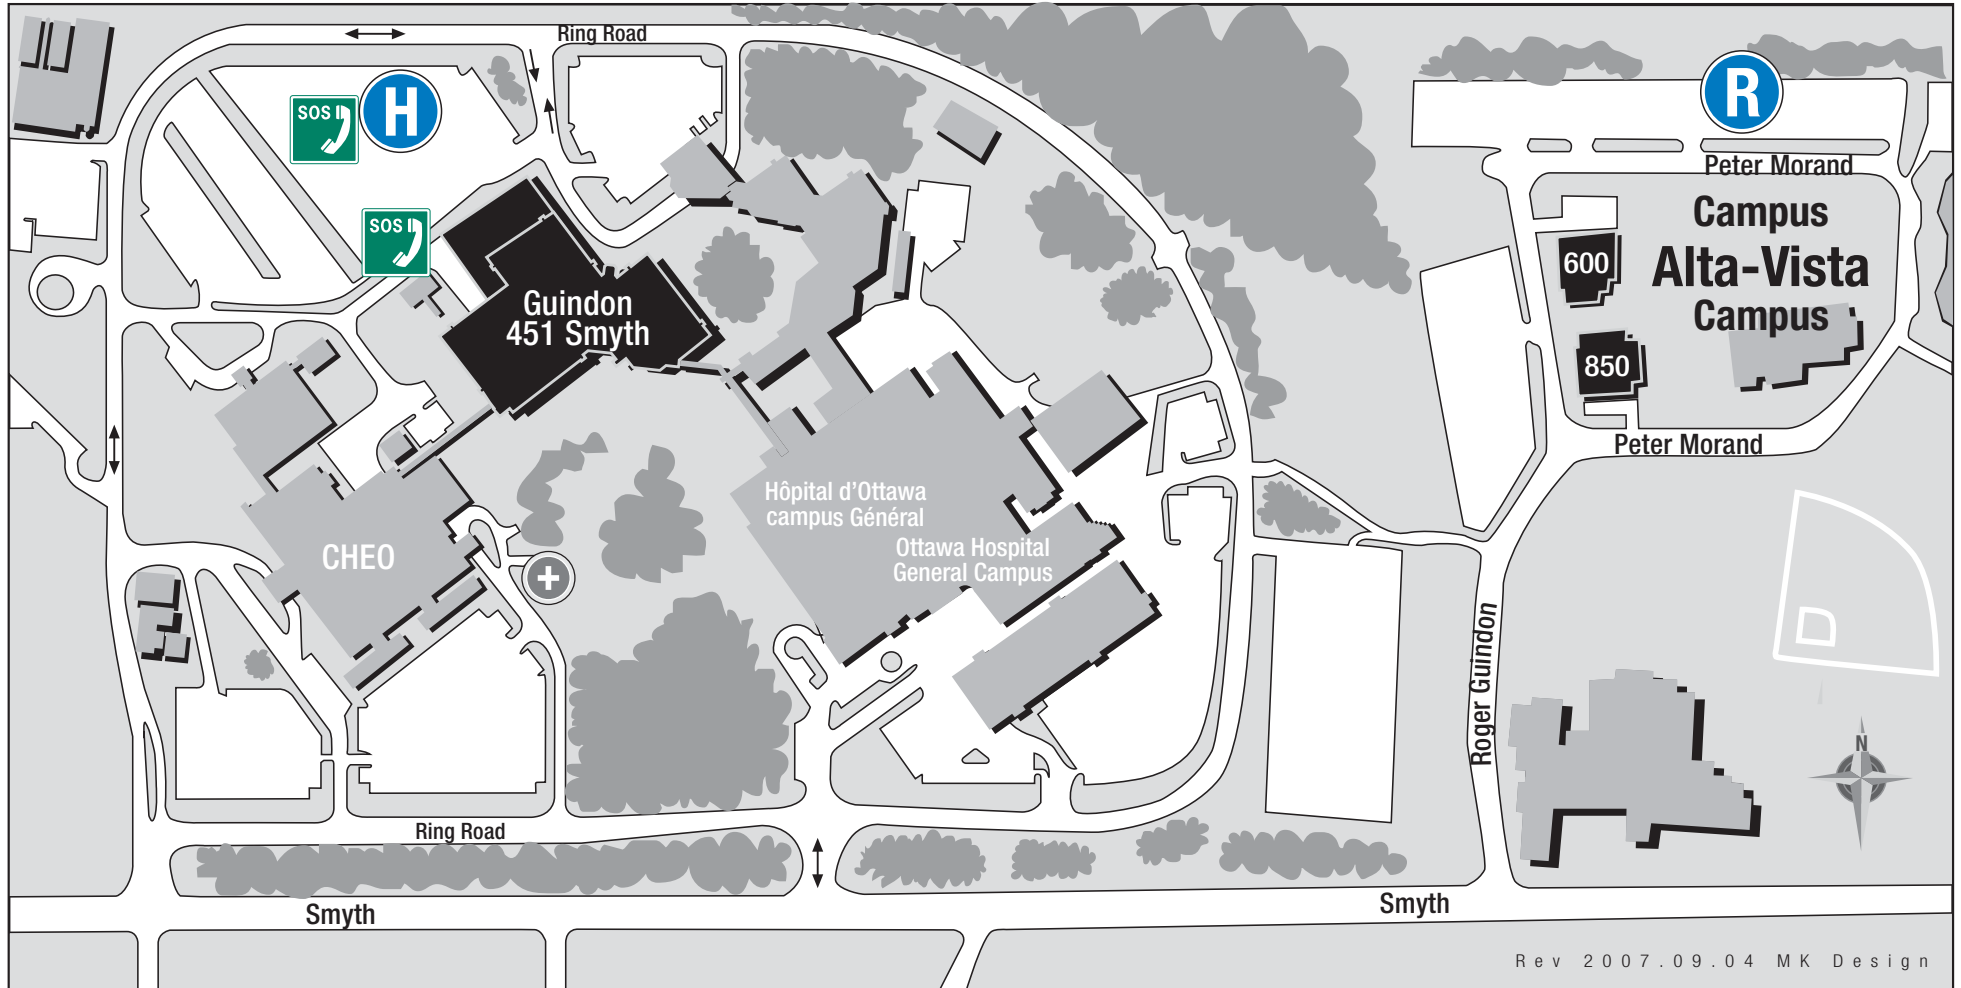 Ring Road
SOS
H
R
Peter Morand
Campus
Alta-Vista
Campus
600
850
Peter Morand
SOS
Guindon
451 Smyth
Hôpital d'Ottawa
campus Général
Ottawa Hospital
General Campus
CHEO
+
Roger Guindon
N
Ring Road
Smyth
Smyth
Rev 2007.09.04 MK Design